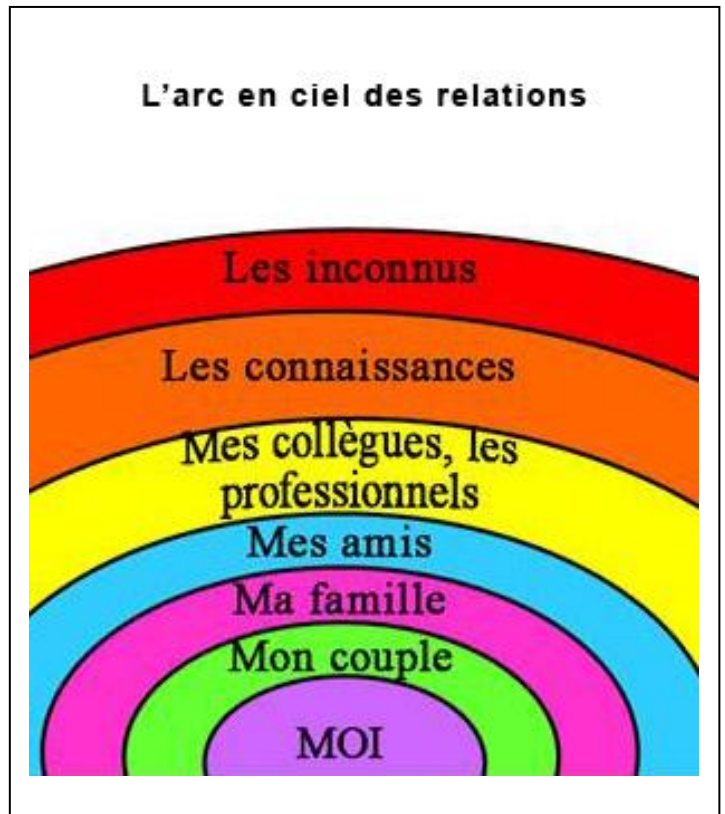 L'arc en ciel des relations
Les inconnus
Les connaissances
Mes collègues, les
professionnels
Mes amis
Ma famille
Mon couple
MOI